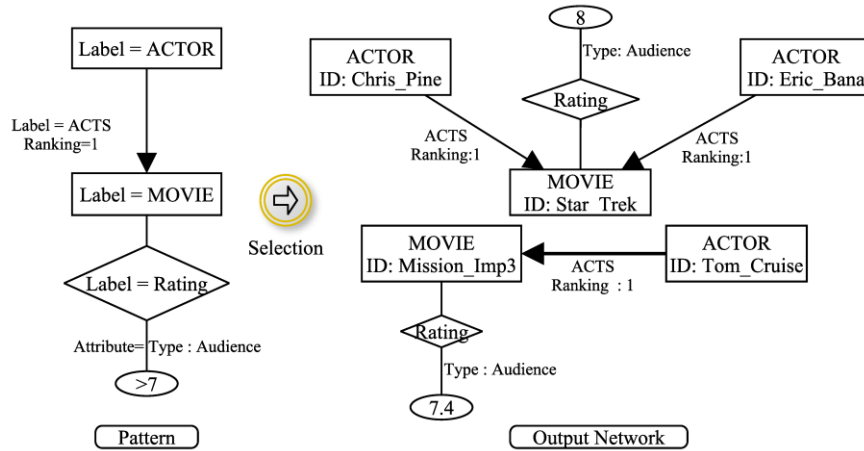 Label = ACTOR
Label = ACTS
Ranking=1
Label = MOVIE
Label = Rating
Attribute= Type : Audience
>7
Pattern
Selection
8
Type: Audience
Rating
ACTOR
ID: Chris_Pine
ACTOR
ID: Eric_Bana
ACTS
Ranking:1
ACTS
Ranking:1
MOVIE
ID: Star_Trek
MOVIE
ID: Mission_Imp3
ACTS
Ranking : 1
ACTOR
ID: Tom_Cruise
Rating
Type : Audience
7.4
Output Network